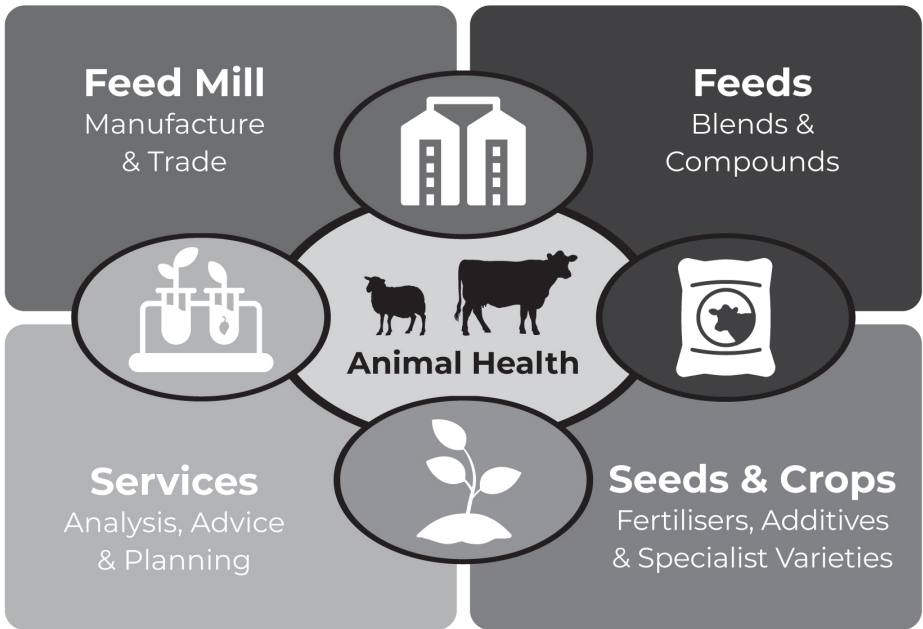 Feed Mill
Manufacture
& Trade
Feeds
Blends &
Compounds
Animal Health
Services
Analysis, Advice
& Planning
Seeds & Crops
Fertilisers, Additives
& Specialist Varieties